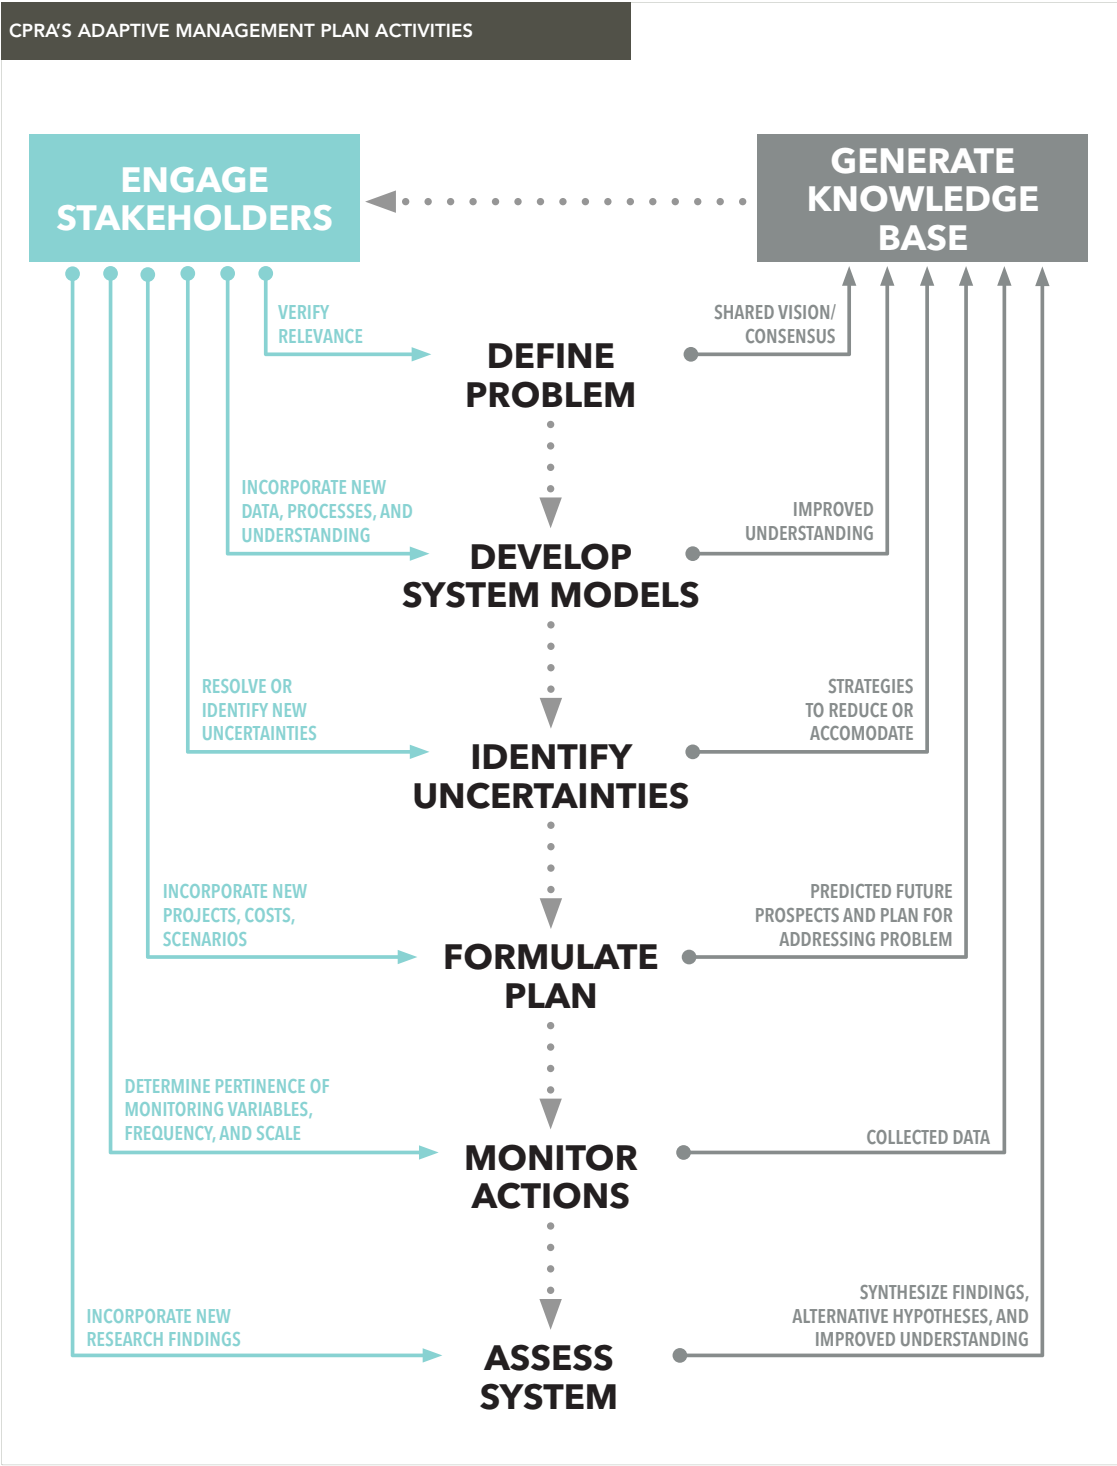 CPRA'S ADAPTIVE MANAGEMENT PLAN ACTIVITIES
ENGAGE
STAKEHOLDERS
GENERATE
KNOWLEDGE
BASE
VERIFY
RELEVANCE
SHARED VISION/
CONSENSUS
DEFINE
PROBLEM
INCORPORATE NEW
DATA, PROCESSES, AND
UNDERSTANDING
IMPROVED
UNDERSTANDING
DEVELOP
SYSTEM MODELS
RESOLVE OR
IDENTIFY NEW
UNCERTAINTIES
STRATEGIES
TO REDUCE OR
ACCOMODATE
IDENTIFY
UNCERTAINTIES
INCORPORATE NEW
PROJECTS, COSTS,
SCENARIOS
PREDICTED FUTURE
PROSPECTS AND PLAN FOR
ADDRESSING PROBLEM
FORMULATE
PLAN
DETERMINE PERTINENCE OF
MONITORING VARIABLES,
FREQUENCY, AND SCALE
COLLECTED DATA
MONITOR
ACTIONS
INCORPORATE NEW
RESEARCH FINDINGS
SYNTHESIZE FINDINGS,
ALTERNATIVE HYPOTHESES, AND
IMPROVED UNDERSTANDING
ASSESS
SYSTEM